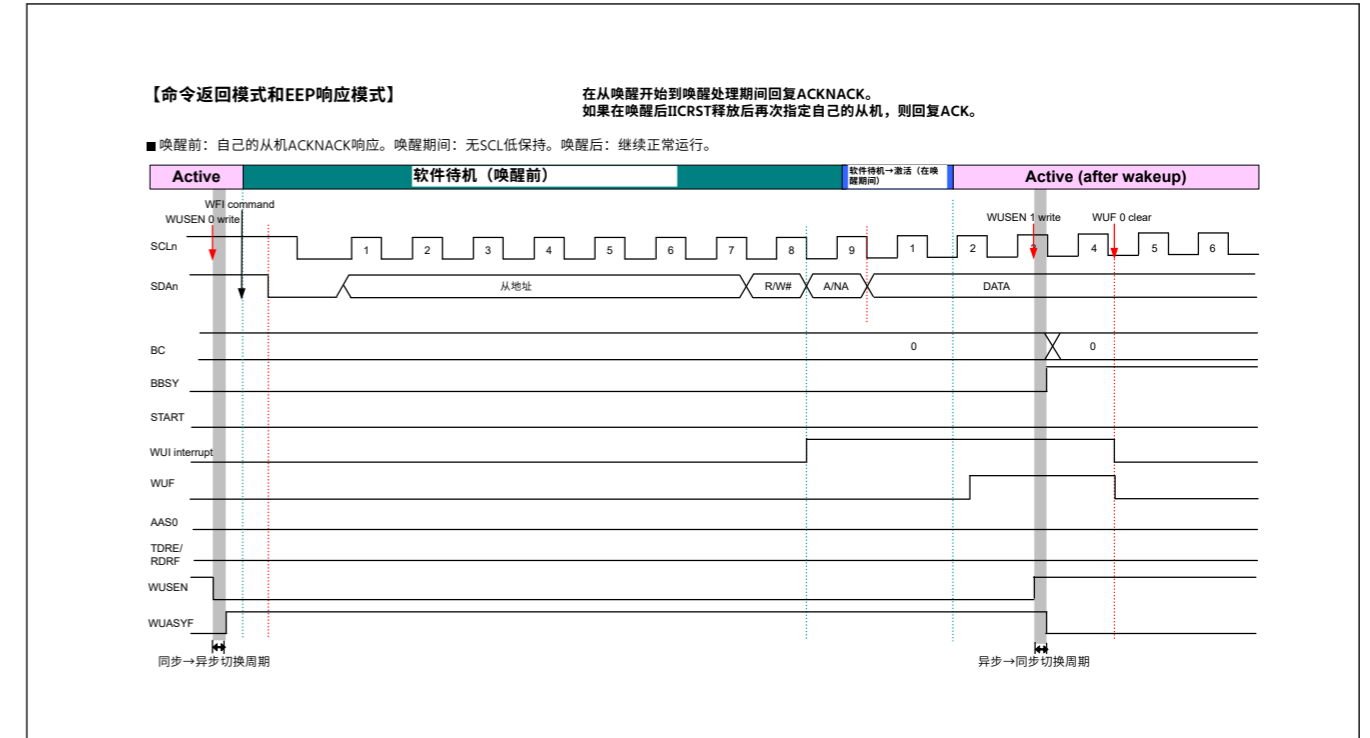 【命令返回模式和EEP响应模式】
在从唤醒开始到唤醒处理期间回复ACKNACK。
如果在唤醒后IICRST释放后再次指定自己的从机，则回复ACK。
■ 唤醒前：自己的从机ACKNACK响应。唤醒期间：无SCL低保持。唤醒后：继续正常运行。
Active
软件待机（唤醒前）
软件待机→激活（在唤
醒期间）
Active (after wakeup)
WFI command
WUSEN 0 write
WUSEN 1 write
WUF 0 clear
SCLn
1 2 3 4 5 6 7 8 9 1 2 3 4 5 6
SDAn
从地址
R/W#
A/NA
DATA
BC
0
0
BBSY
START
WUI interrupt
WUF
AAS0
TDRE/
RDRF
WUSEN
WUASYF
同步→异步切换周期
异步→同步切换周期